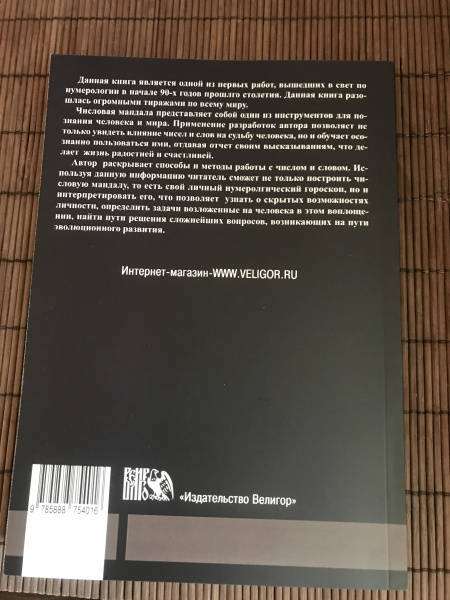 Данная книга является одной из первых работ, вышедших в свет по
нумерологии в начале 90-х годов прошлго столетия. Данная книга разо-
шлась огромными тиражами по всему миру.
Числовая мандала представляет собой один из инструментов для по-
знания человека и мира. Применение разработок автора позволяет не
только увидеть влияние чисел и слов на судьбу человека, но и обучает осо-
знанно пользоваться ими, отдавая отчет своим высказываниям, что де-
лает жизнь радостней и счастливей.
Автор раскрывает способы и методы работы с числом и словом. Ис-
пользуя данную информацию читатель сможет не только построить чи-
словую мандалу, то есть свой личный нумерологический гороскоп, но и
интерпретировать его, что позволяет узнать о скрытых возможностях
личности, определить задачи возложенные на человека в этом воплоще-
нии, найти пути решения сложнейших вопросов, возникающих на пути
эволюционного развития.
Интернет-магазин-WWW.VELIGOR.RU
«Издательство Велигор»
9 785888 754016